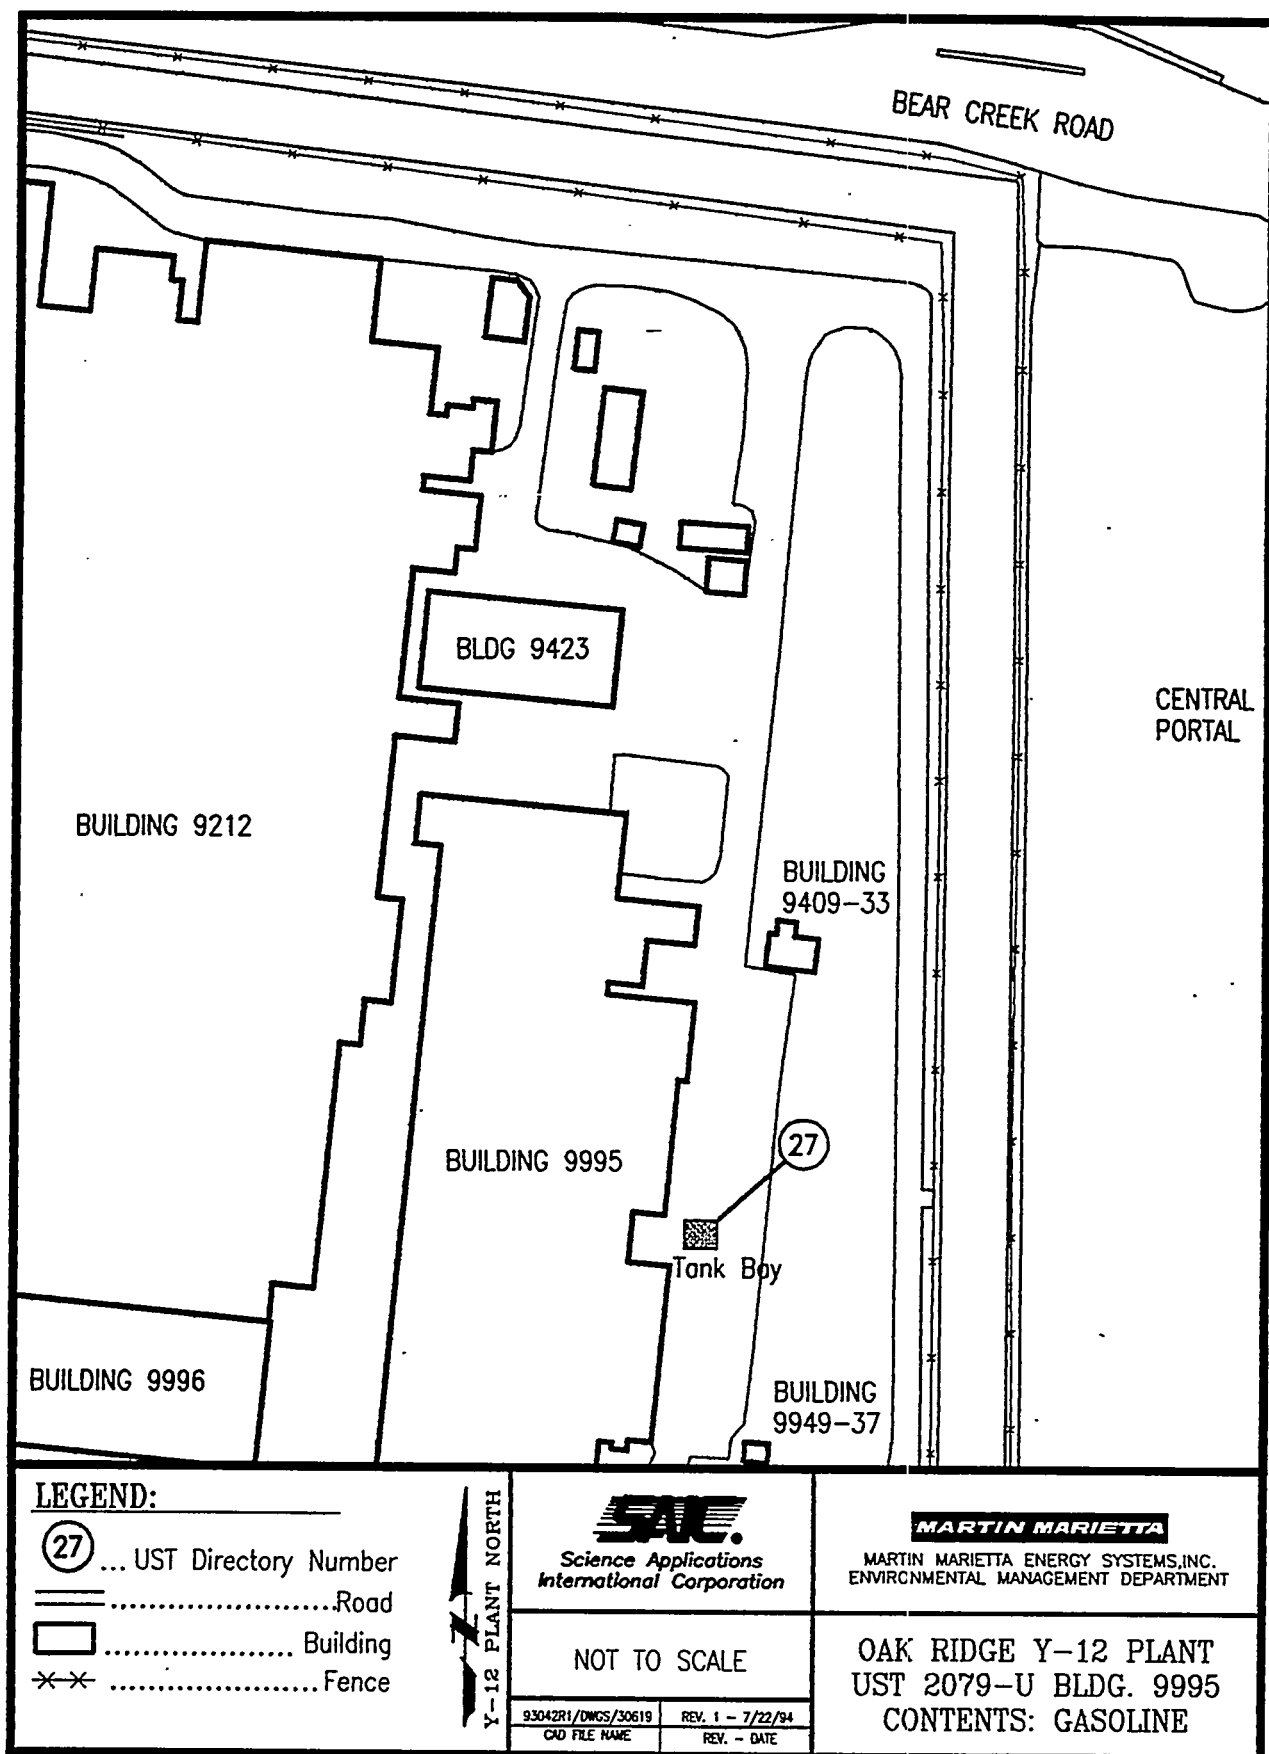 BEAR CREEK ROAD
BLDG 9423
CENTRAL
PORTAL
BUILDING 9212
BUILDING
9409-33
27
BUILDING 9995
Tank Bay
BUILDING 9996
BUILDING
9949-37
LEGEND:
27 ... UST Directory Number
......................Road
.................. Building
.................... Fence
Y-12 PLANT NORTH
SAIC.
Science Applications
International Corporation
NOT TO SCALE
93042R1/DWGS/30619
CAD FILE NAME
REV. 1 - 7/22/94
REV. - DATE
MARTIN MARIETTA
MARTIN MARIETTA ENERGY SYSTEMS,INC.
ENVIRONMENTAL MANAGEMENT DEPARTMENT
OAK RIDGE Y-12 PLANT
UST 2079-U BLDG. 9995
CONTENTS: GASOLINE